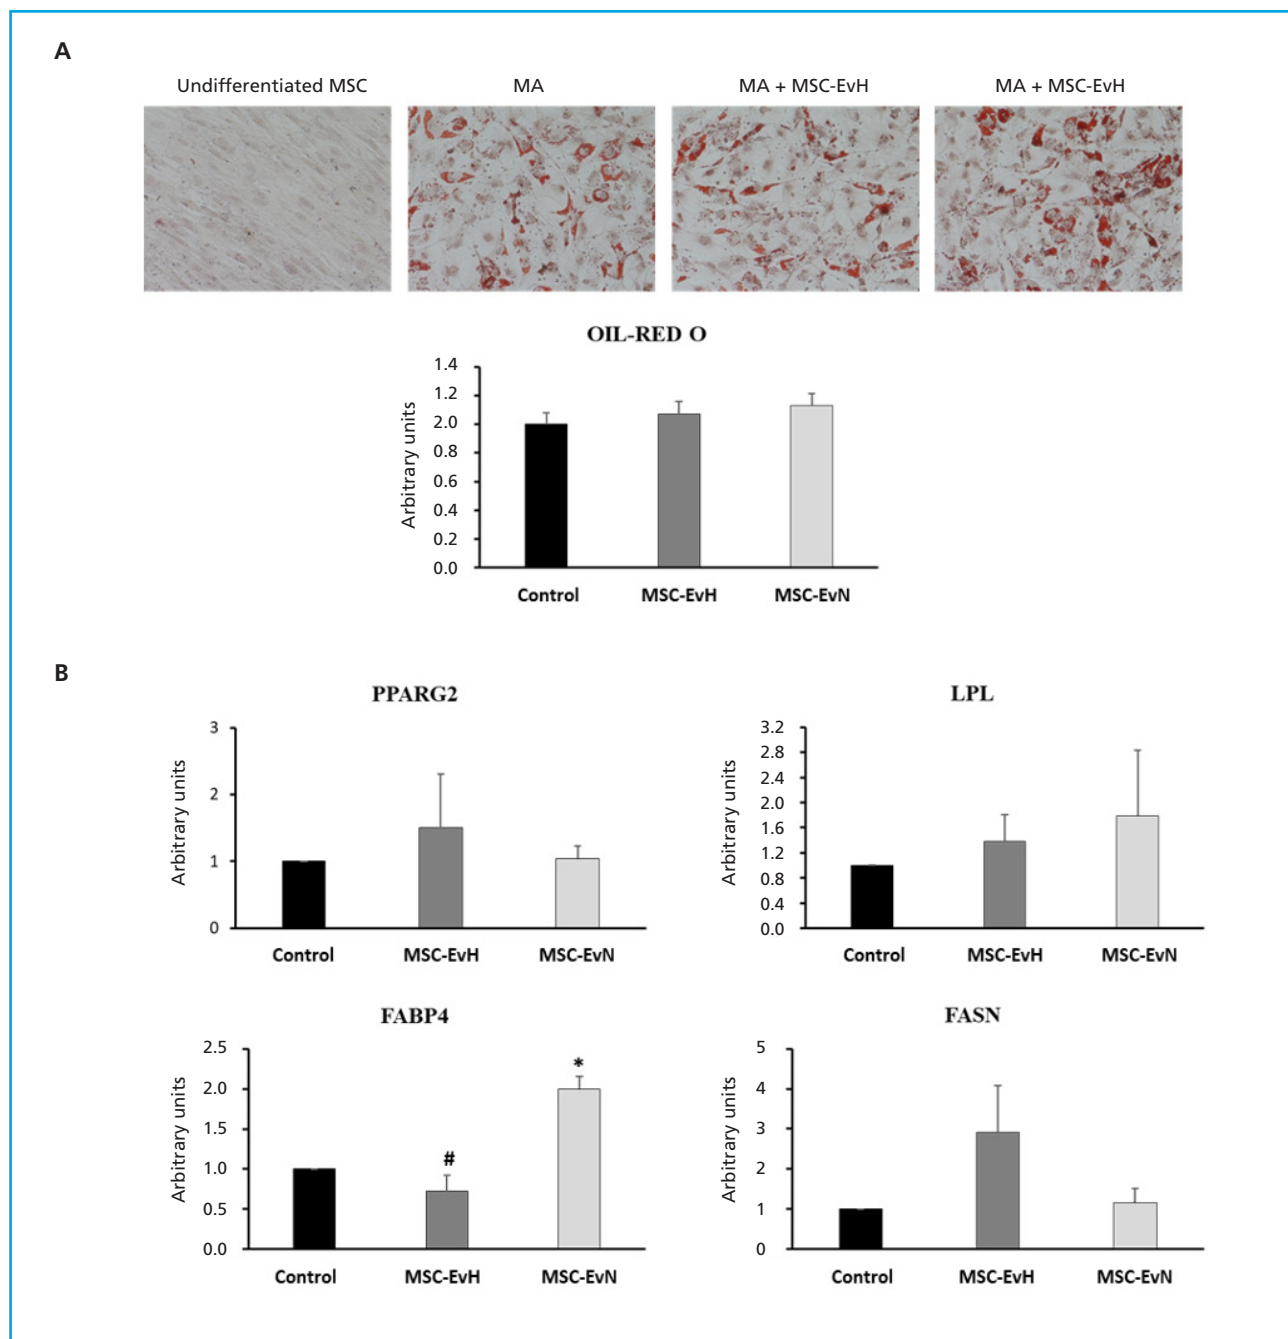 A
Undifferentiated MSC MA MA + MSC-EvH MA + MSC-EvH
OIL-RED O
Arbitrary units
1.4
1.2
2.0
0.8
0.6
0.4
0.2
0.0
Control MSC-EvH MSC-EvN
B
PPARG2
Arbitrary units
3
2
1
0
Control MSC-EvH MSC-EvN
LPL
Arbitrary units
3.2
2.8
2.4
2.0
1.6
1.2
0.8
0.4
0.0
Control MSC-EvH MSC-EvN
FABP4
Arbitrary units
2.5
2.0
1.5
1.0
0.5
0.0
#
*
Control MSC-EvH MSC-EvN
FASN
Arbitrary units
5
4
3
2
1
0
Control MSC-EvH MSC-EvN